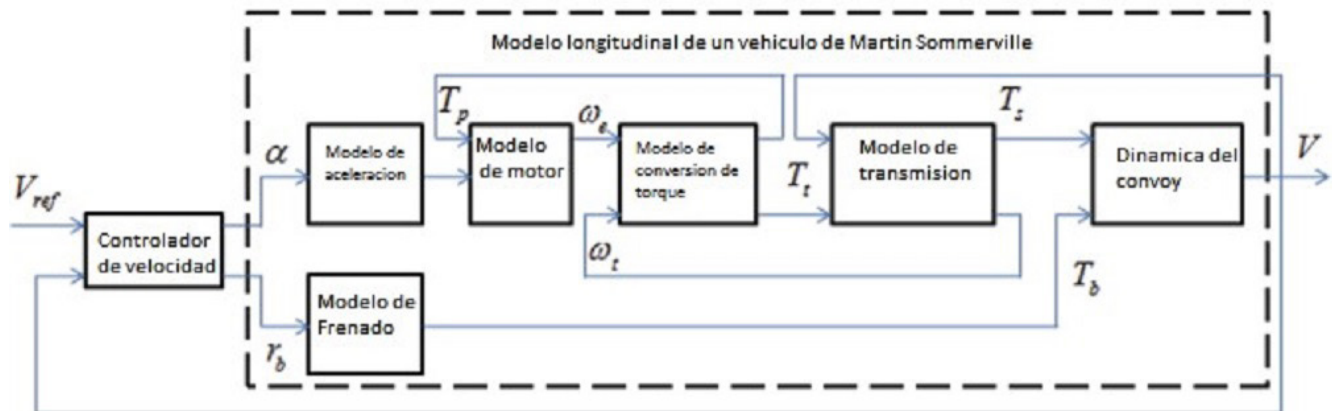 Modelo longitudinal de un vehiculo de Martin Sommerville
T_p
ω_e
T_s
α
Modelo de
aceleracion
Modelo
de motor
Modelo de
conversion de
torque
T_t
Modelo de
transmision
Dinamica del
convoy
V
V_ref
Controlador
de velocidad
ω_t
T_b
Modelo de
Frenado
r_b